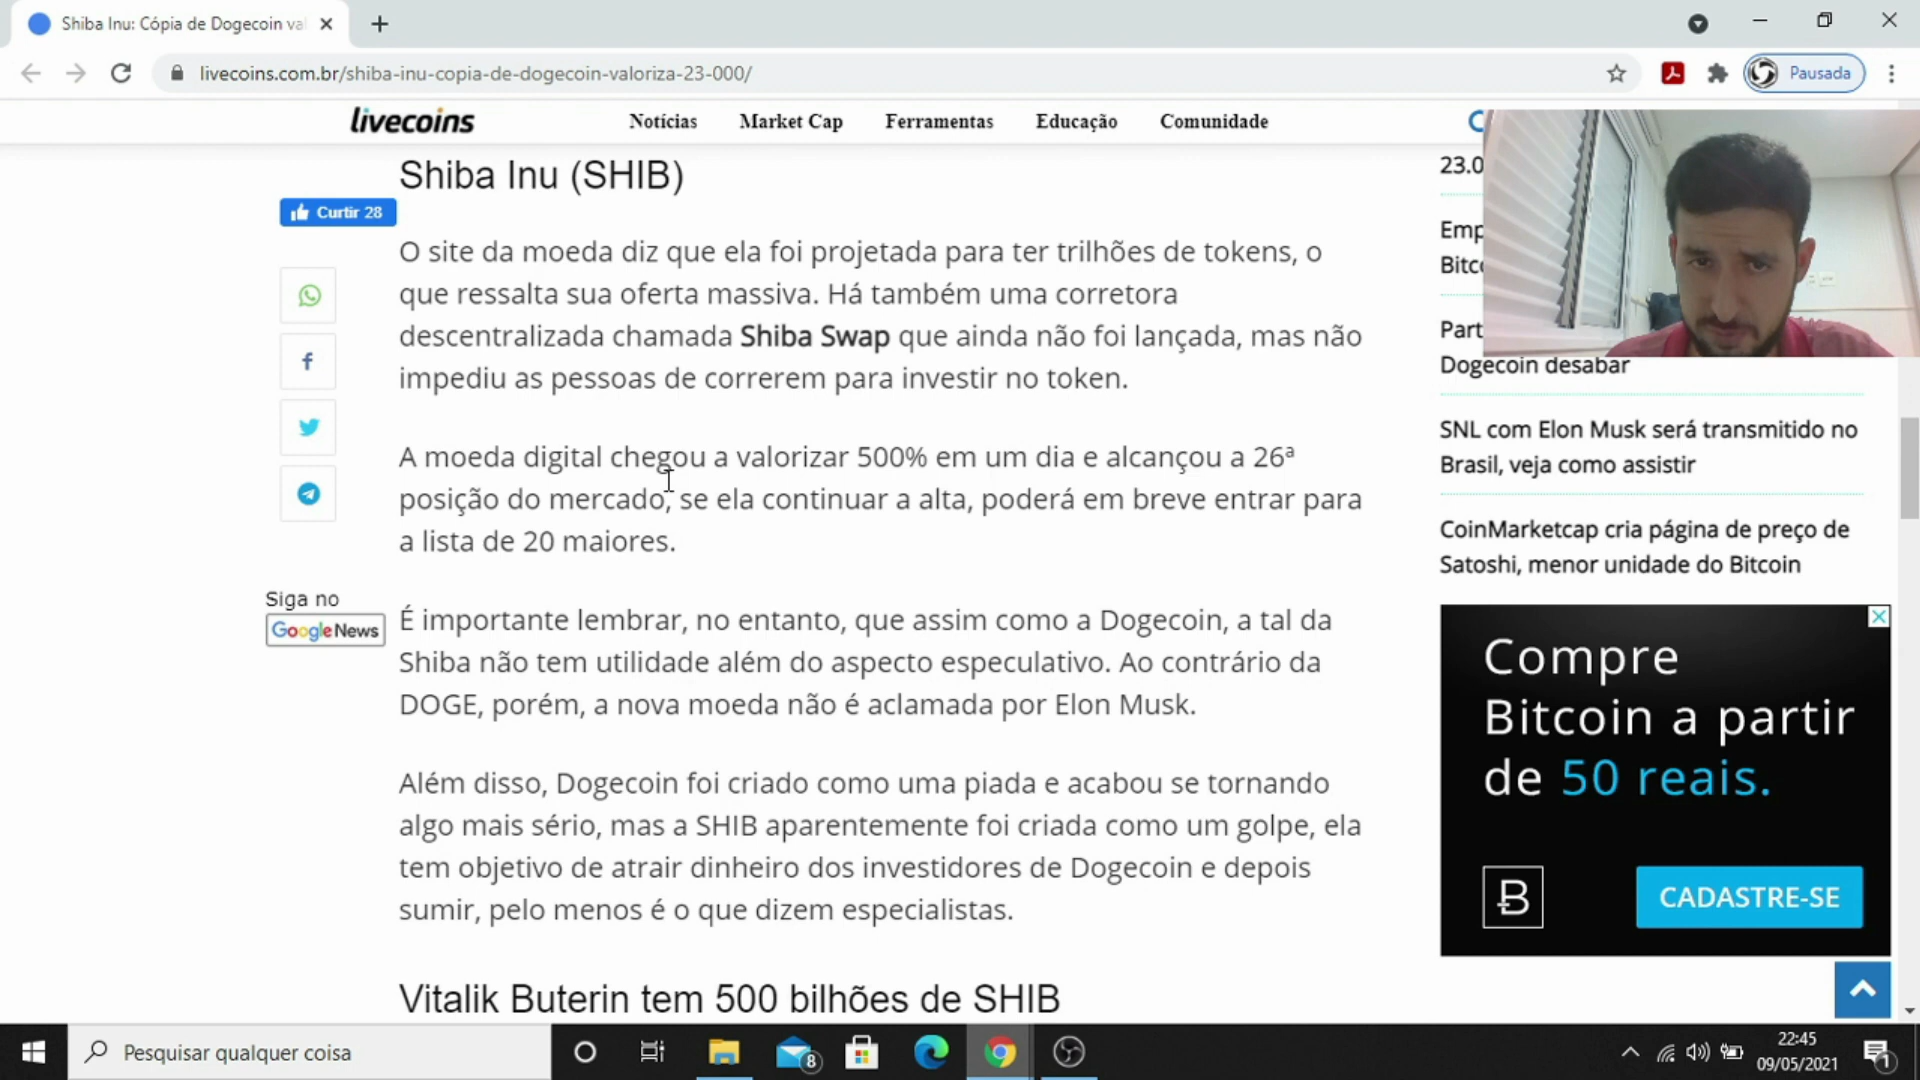 Shiba Inu: Cópia de Dogecoin va
livecoins.com.br/shiba-inu-copia-de-dogecoin-valoriza-23-000/
Pausada
livecoins
Notícias
Market Cap
Ferramentas
Educação
Comunidade
Shiba Inu (SHIB)
Curtir 28
O site da moeda diz que ela foi projetada para ter trilhões de tokens, o
que ressalta sua oferta massiva. Há também uma corretora
descentralizada chamada Shiba Swap que ainda não foi lançada, mas não
impediu as pessoas de correrem para investir no token.
A moeda digital chegou a valorizar 500% em um dia e alcançou a 26ª
posição do mercado, se ela continuar a alta, poderá em breve entrar para
a lista de 20 maiores.
Siga no
Google News
É importante lembrar, no entanto, que assim como a Dogecoin, a tal da
Shiba não tem utilidade além do aspecto especulativo. Ao contrário da
DOGE, porém, a nova moeda não é aclamada por Elon Musk.
Além disso, Dogecoin foi criado como uma piada e acabou se tornando
algo mais sério, mas a SHIB aparentemente foi criada como um golpe, ela
tem objetivo de atrair dinheiro dos investidores de Dogecoin e depois
sumir, pelo menos é o que dizem especialistas.
Vitalik Buterin tem 500 bilhões de SHIB
23.0
Emp
Bitc
Part
Dogecoin desabar
SNL com Elon Musk será transmitido no
Brasil, veja como assistir
CoinMarketcap cria página de preço de
Satoshi, menor unidade do Bitcoin
Compre
Bitcoin a partir
de 50 reais.
CADASTRE-SE
Pesquisar qualquer coisa
8
22:45
09/05/2021
1